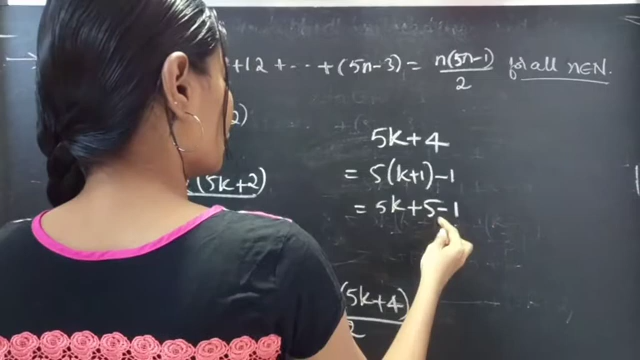 +12 + ... + (5n-3) = n(5n-1)/2 for all n∈N.
2)
5k+4
= 5(k+1)-1
(5k+2)
= 5k+5-1
(5k+4)
2